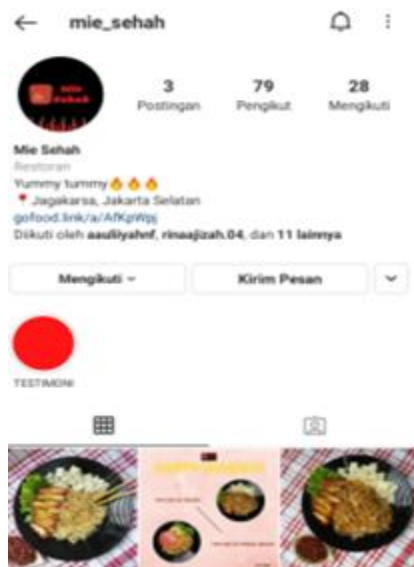 mie_sehah
3 79 28
Postingan Pengikut Mengikuti
Mie Sehah
Restoran
Yummy tummy🔥🔥🔥
📍 Jagakarsa, Jakarta Selatan
gofood.link/a/AfKpWpj
Diikuti oleh aauliyahnf, rinaajizah.04, dan 11 lainnya
Mengikuti Kirim Pesan
TESTIMONI